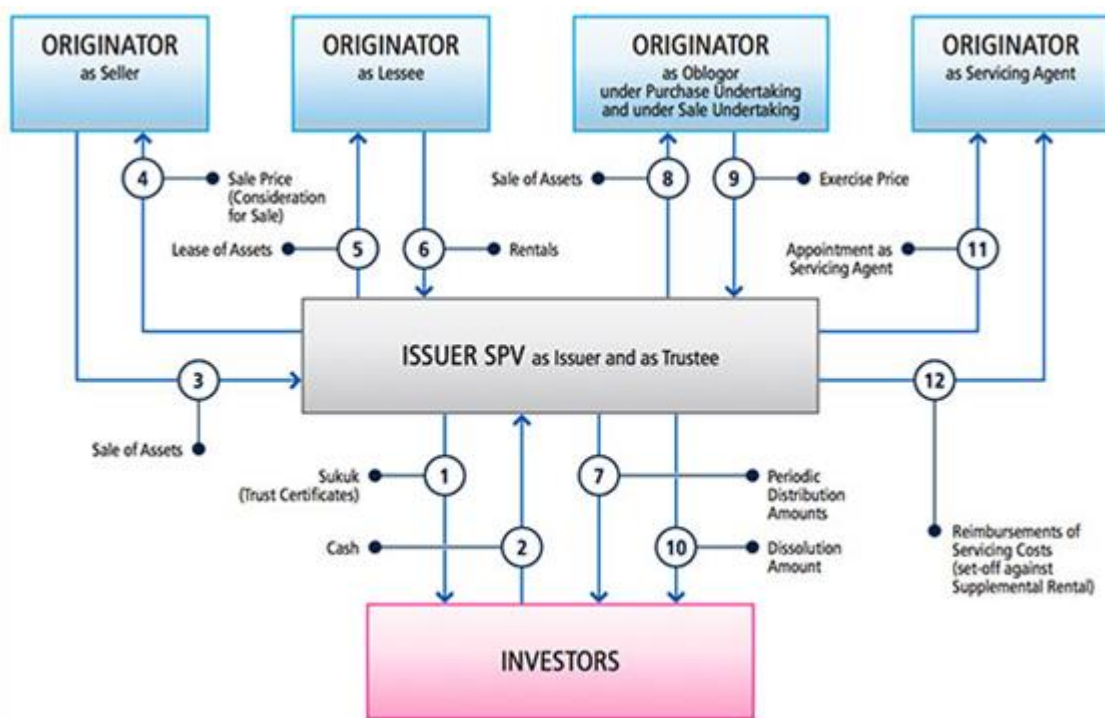 ORIGINATOR
as Seller
ORIGINATOR
as Lessee
ORIGINATOR
as Oblogor
under Purchase Undertaking
and under Sale Undertaking
ORIGINATOR
as Servicing Agent
4
Sale Price
(Consideration
for Sale)
Lease of Assets
5
6
Rentals
Sale of Assets
8
9
Exercise Price
Appointment as
Servicing Agent
11
ISSUER SPV as Issuer and as Trustee
3
Sale of Assets
12
Reimbursements of
Servicing Costs
(set-off against
Supplemental Rental)
Sukuk
(Trust Certificates)
1
Cash
2
7
Periodic
Distribution
Amounts
10
Dissolution
Amount
INVESTORS